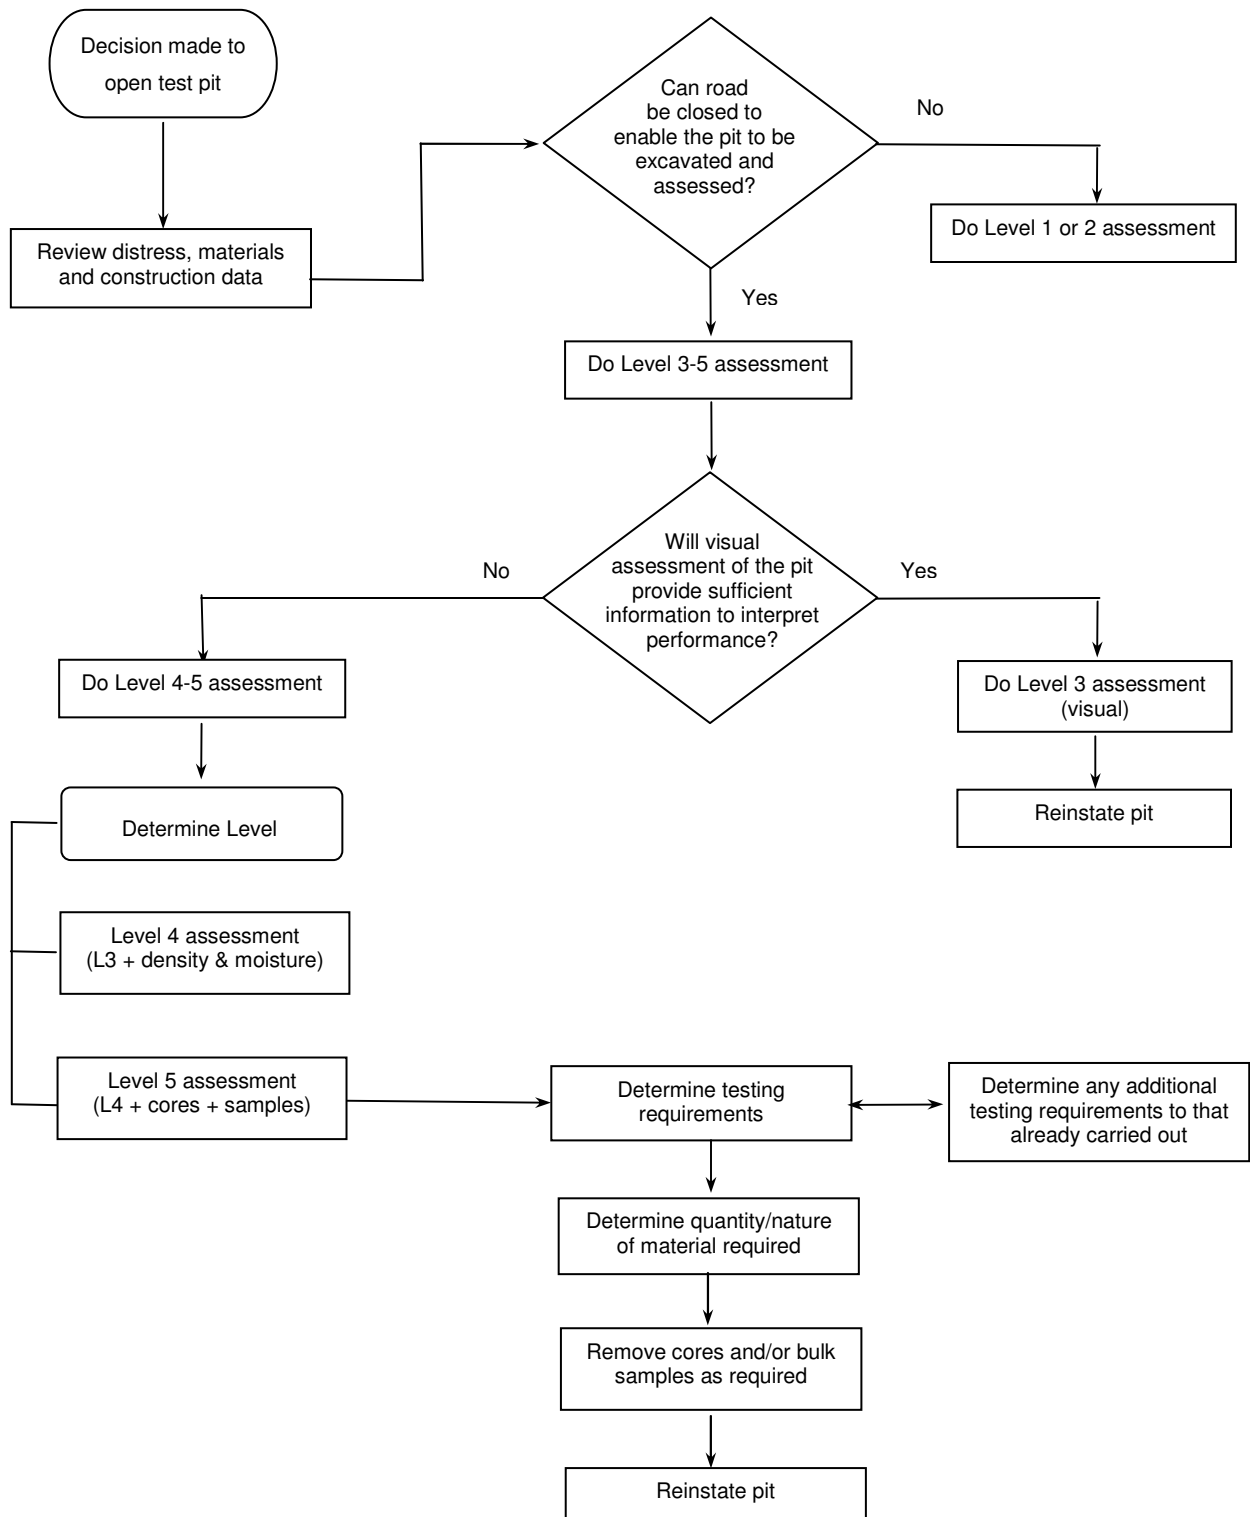 Decision made to
open test pit
Can road
be closed to
enable the pit to be
excavated and
assessed?
No
Review distress, materials
and construction data
Do Level 1 or 2 assessment
Yes
Do Level 3-5 assessment
Will visual
assessment of the pit
provide sufficient
information to interpret
performance?
No
Yes
Do Level 4-5 assessment
Do Level 3 assessment
(visual)
Determine Level
Reinstate pit
Level 4 assessment
(L3 + density & moisture)
Level 5 assessment
(L4 + cores + samples)
Determine testing
requirements
Determine any additional
testing requirements to that
already carried out
Determine quantity/nature
of material required
Remove cores and/or bulk
samples as required
Reinstate pit